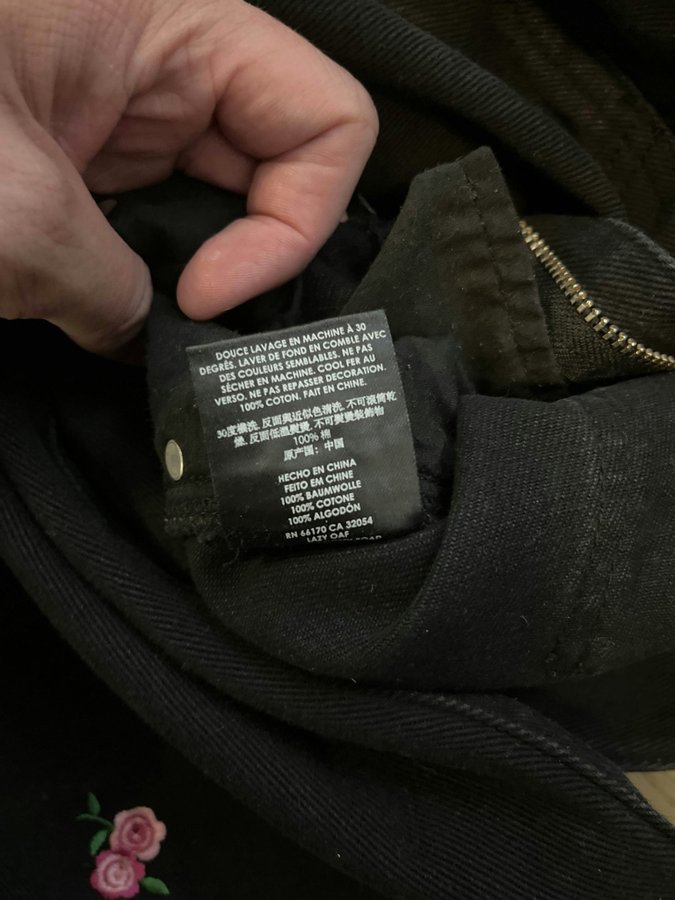 DOUCE LAVAGE EN MACHINE À 30
DEGRÈS. LAVER DE FOND EN COMBLE AVEC
DES COULEURS SEMBLABLES. NE PAS
SÈCHER EN MACHINE. COOL FER AU
VERSO. NE PAS REPASSER DECORATION.
100% COTON. FAIT EN CHINE.
30度機洗. 反面與近似色清洗. 不可滾筒乾
燥. 反面低溫熨燙. 不可熨燙裝飾物
100% 棉
原产国: 中国
HECHO EN CHINA
FEITO EM CHINE
100% BAUMWOLLE
100% COTONE
100% ALGODÓN
RN 66170 CA 32054
LAZY OAF